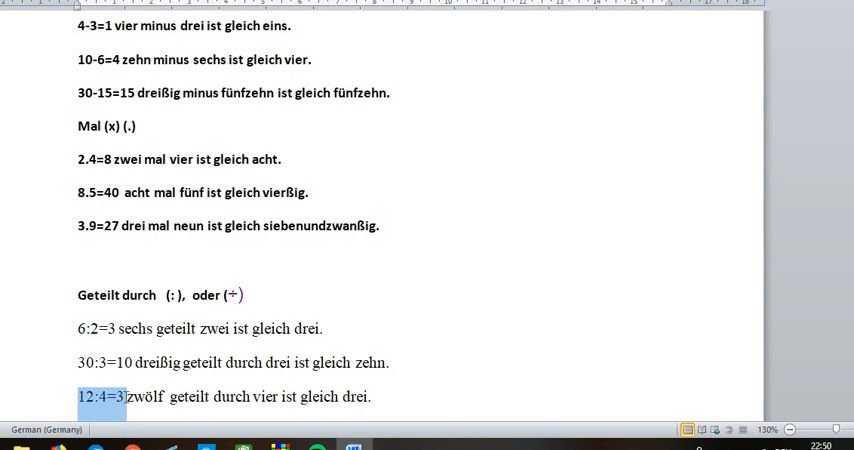 4-3=1 vier minus drei ist gleich eins.
10-6=4 zehn minus sechs ist gleich vier.
30-15=15 dreißig minus fünfzehn ist gleich fünfzehn.
Mal (x) (.)
2.4=8 zwei mal vier ist gleich acht.
8.5=40 acht mal fünf ist gleich vierßig.
3.9=27 drei mal neun ist gleich siebenundzwanßig.
Geteilt durch (: ), oder (÷)
6:2=3 sechs geteilt zwei ist gleich drei.
30:3=10 dreißig geteilt durch drei ist gleich zehn.
12:4=3 zwölf geteilt durch vier ist gleich drei.
German (Germany) 130%
22:50